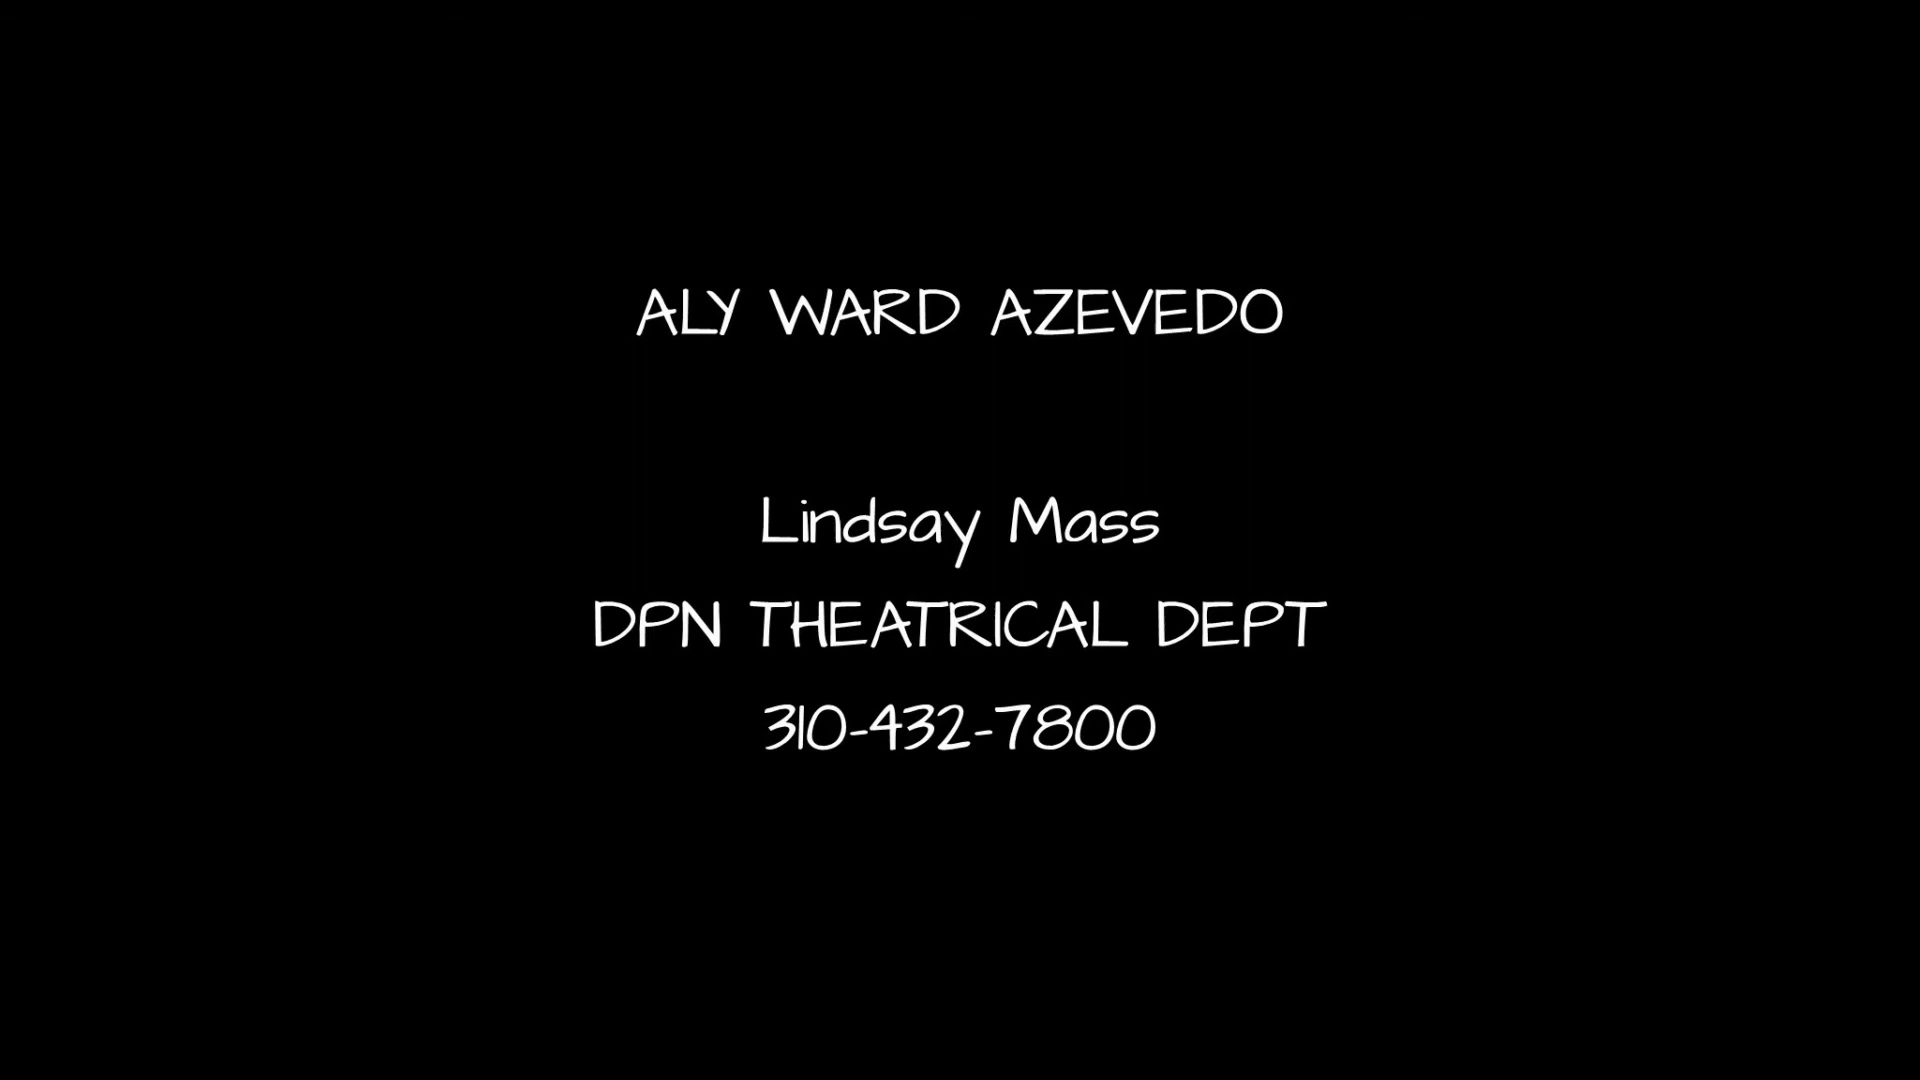 ALY WARD AZEVEDO
Lindsay Mass
DPN THEATRICAL DEPT
310-432-7800